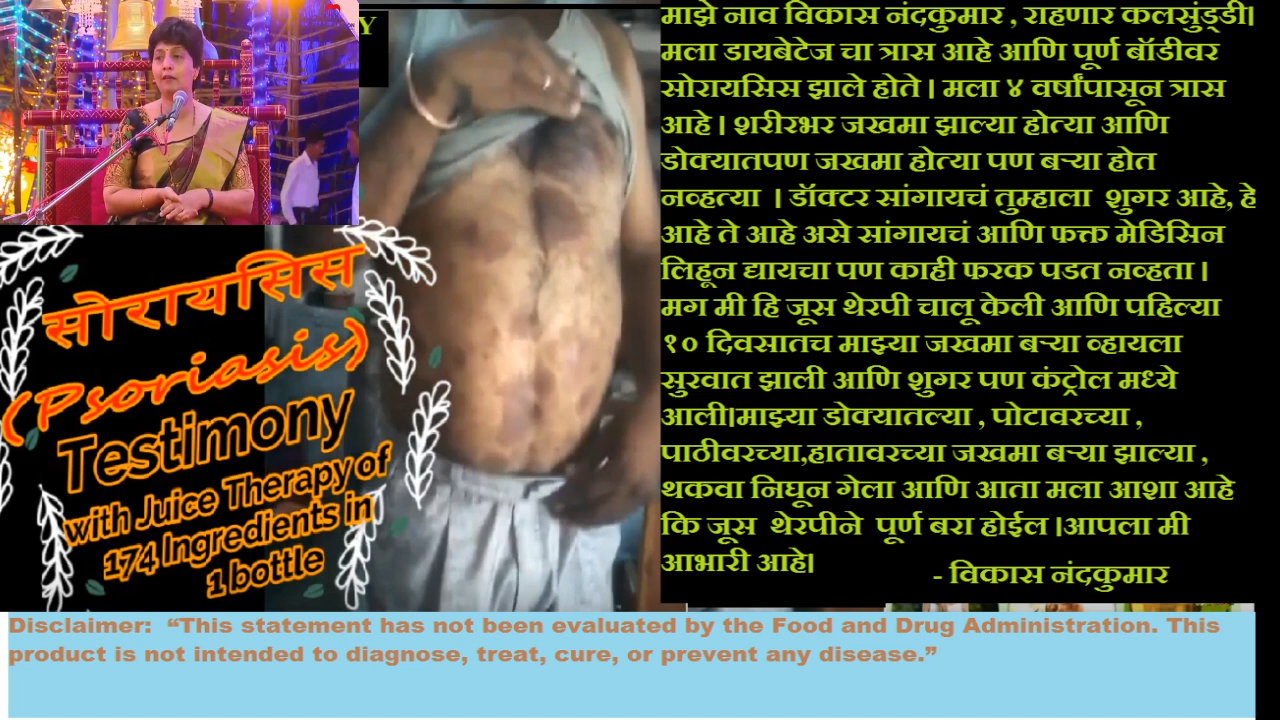 Y
सोरायसिस
(Psoriasis)
Testimony
with Juice Therapy of
174 Ingredients in
1 bottle
माझे नाव विकास नंदकुमार , राहणार कलसुंड्डी।
मला डायबेटेज चा त्रास आहे आणि पूर्ण बॉडीवर
सोरायसिस झाले होते । मला ४ वर्षांपासून त्रास
आहे । शरीरभर जखमा झाल्या होत्या आणि
डोक्यातपण जखमा होत्या पण बऱ्या होत
नव्हत्या । डॉक्टर सांगायचं तुम्हाला शुगर आहे, हे
आहे ते आहे असे सांगायचं आणि फक्त मेडिसिन
लिहून द्यायचा पण काही फरक पडत नव्हता ।
मग मी हि जूस थेरपी चालू केली आणि पहिल्या
१० दिवसातच माझ्या जखमा बऱ्या व्हायला
सुरवात झाली आणि शुगर पण कंट्रोल मध्ये
आली।माझ्या डोक्यातल्या , पोटावरच्या ,
पाठीवरच्या,हातावरच्या जखमा बऱ्या झाल्या ,
थकवा निघून गेला आणि आता मला आशा आहे
कि जूस थेरपीने पूर्ण बरा होईल ।आपला मी
आभारी आहे।
- विकास नंदकुमार
Disclaimer: “This statement has not been evaluated by the Food and Drug Administration. This
product is not intended to diagnose, treat, cure, or prevent any disease.”